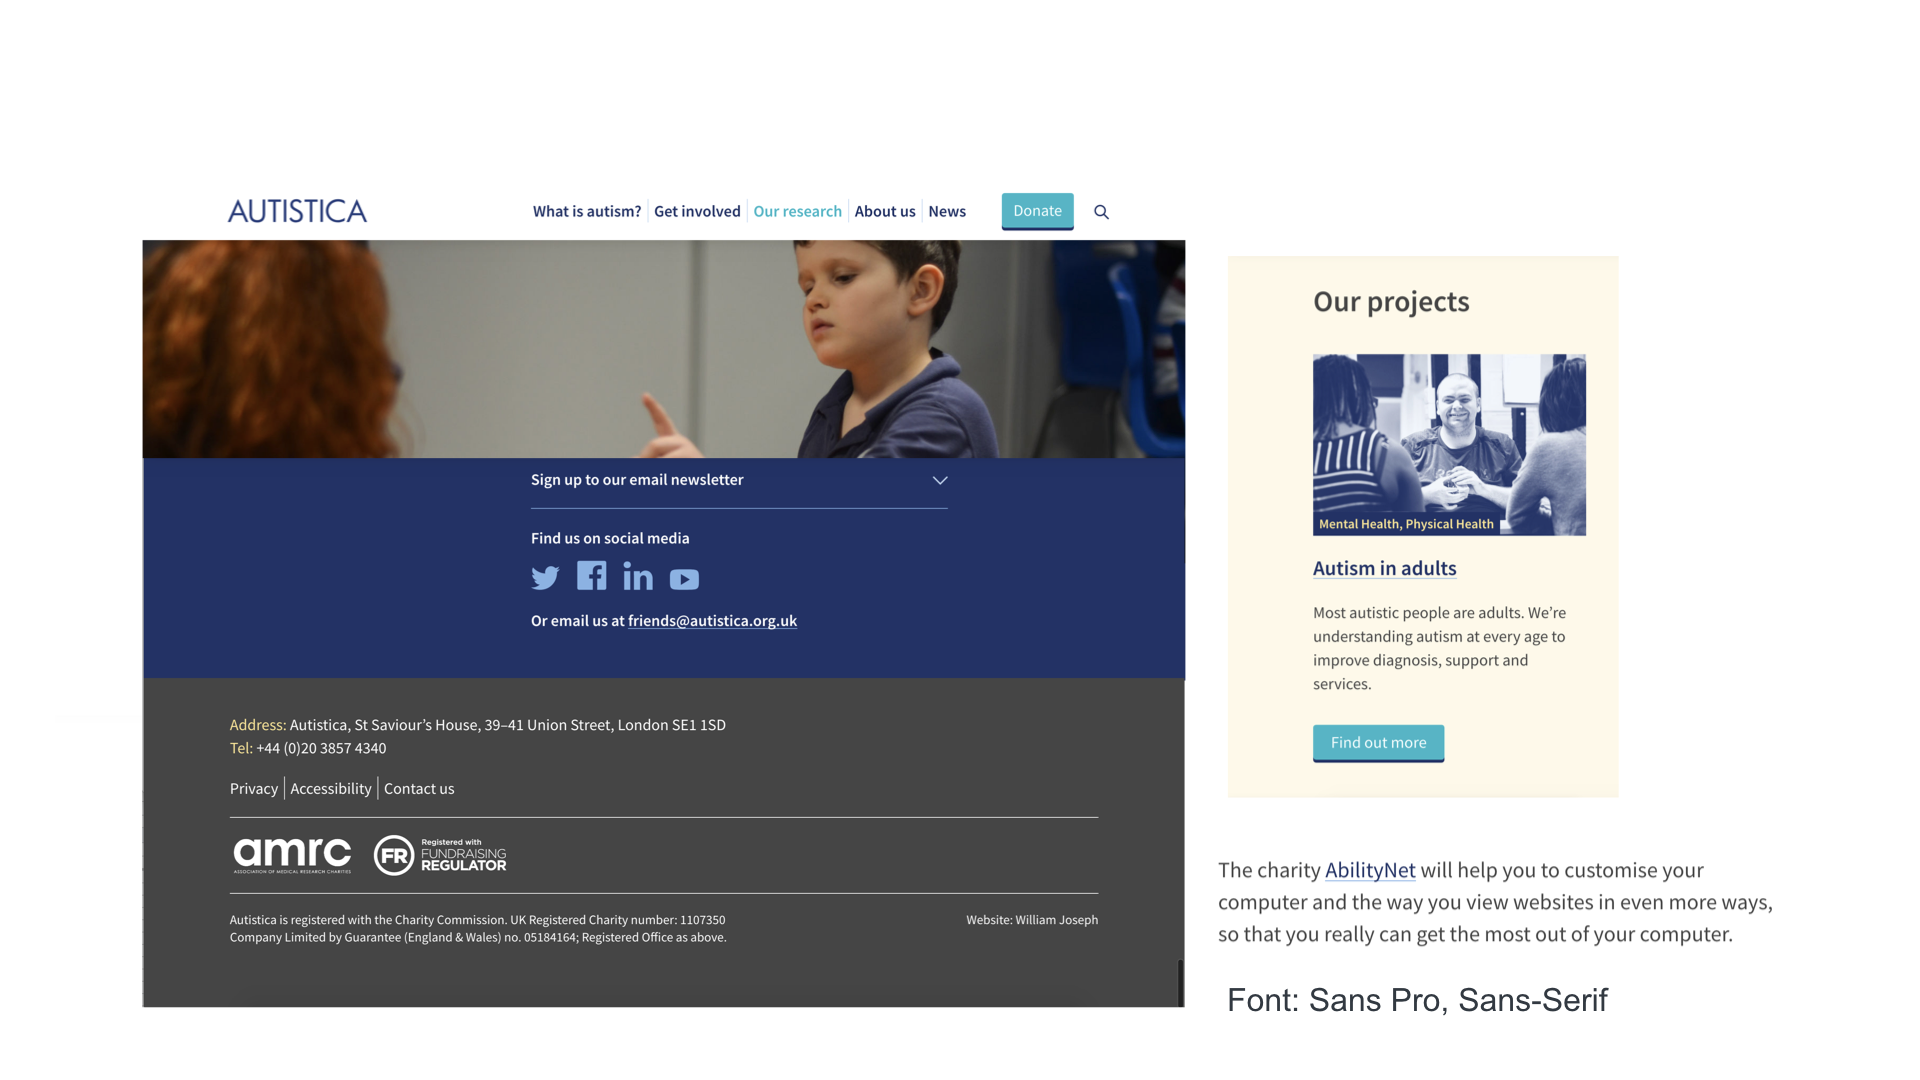 AUTISTICA
What is autism? Get involved Our research About us News Donate
Sign up to our email newsletter
Find us on social media
Or email us at friends@autistica.org.uk
Address: Autistica, St Saviour’s House, 39–41 Union Street, London SE1 1SD
Tel: +44 (0)20 3857 4340
Privacy Accessibility Contact us
amrc
ASSOCIATION OF MEDICAL RESEARCH CHARITIES
FR
Registered with
FUNDRAISING
REGULATOR
Autistica is registered with the Charity Commission. UK Registered Charity number: 1107350
Company Limited by Guarantee (England & Wales) no. 05184164; Registered Office as above.
Website: William Joseph
Our projects
Mental Health, Physical Health
Autism in adults
Most autistic people are adults. We’re
understanding autism at every age to
improve diagnosis, support and
services.
Find out more
The charity AbilityNet will help you to customise your
computer and the way you view websites in even more ways,
so that you really can get the most out of your computer.
Font: Sans Pro, Sans-Serif